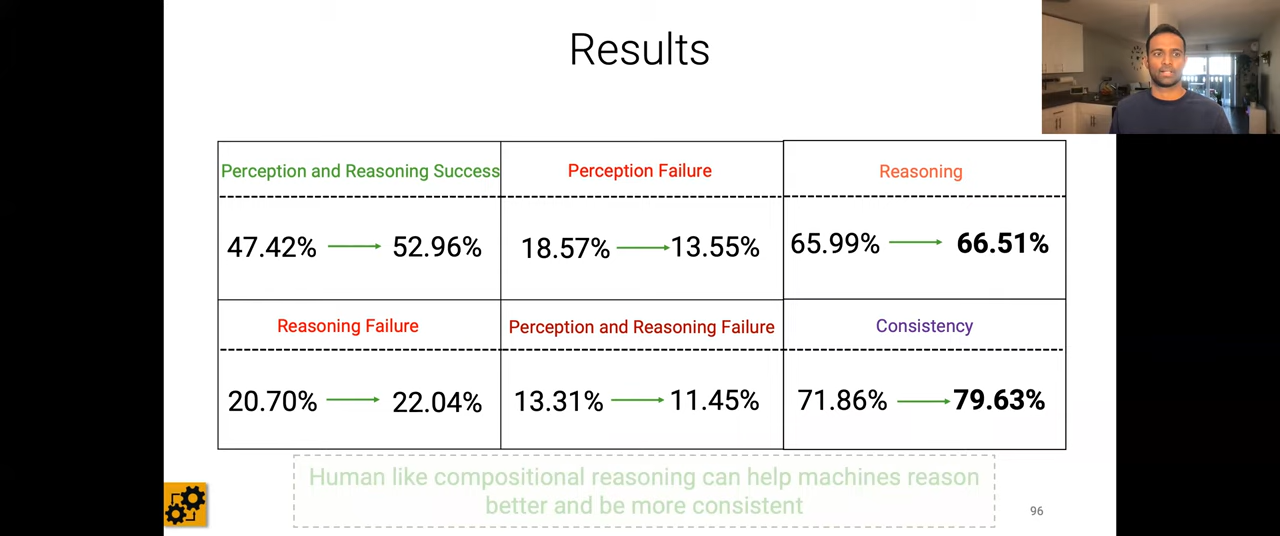 Results
Perception and Reasoning Success
Perception Failure
Reasoning
47.42% 52.96%
18.57% 13.55%
65.99% 66.51%
Reasoning Failure
Perception and Reasoning Failure
Consistency
20.70% 22.04%
13.31% 11.45%
71.86% 79.63%
Human like compositional reasoning can help machines reason
better and be more consistent
96